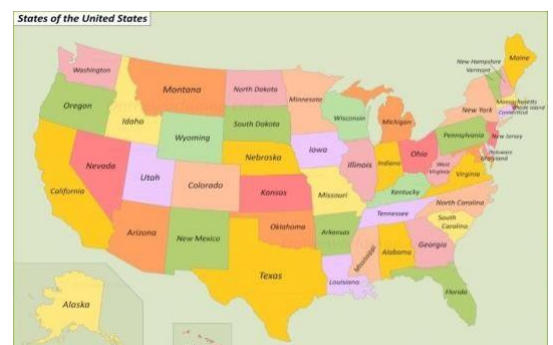 States of the United States
Washington
Montana
North Dakota
Minnesota
Maine
New Hampshire
Vermont
Oregon
Idaho
Wyoming
South Dakota
Wisconsin
Michigan
New York
Massachusetts
Rhode Island
Connecticut
Nebraska
Iowa
Pennsylvania
New Jersey
Nevada
Utah
Colorado
Kansas
Missouri
Illinois
Indiana
Ohio
West
Virginia
Virginia
Delaware
Maryland
California
Kentucky
North Carolina
Tennessee
South
Carolina
Arizona
New Mexico
Oklahoma
Arkansas
Mississippi
Alabama
Georgia
Texas
Louisiana
Florida
Alaska